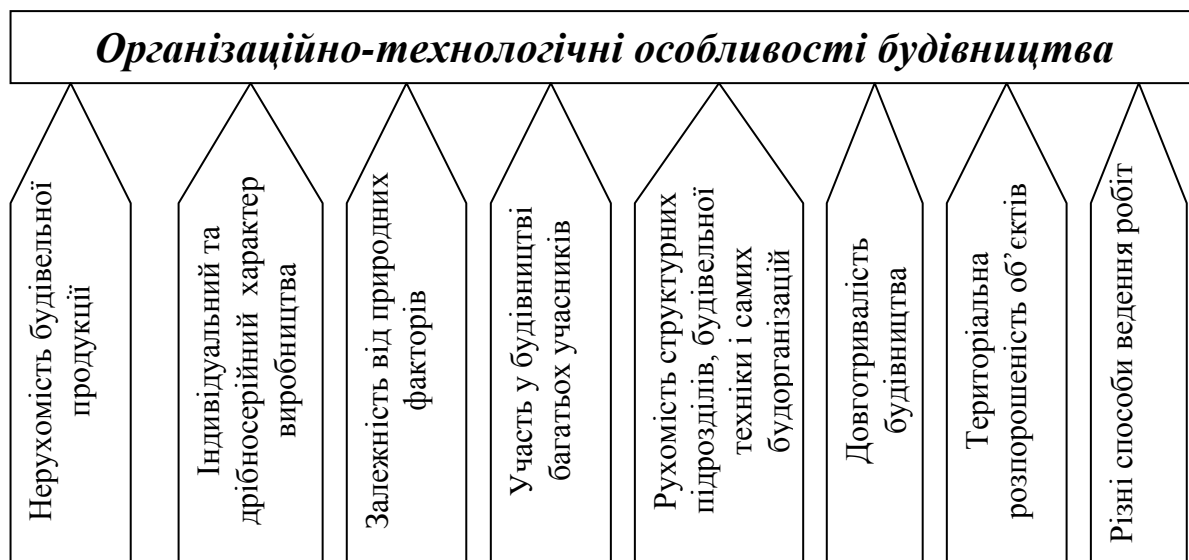 Організаційно-технологічні особливості будівництва
Нерухомість будівельної
продукції
Індивідуальний та
дрібносерійний характер
виробництва
Залежність від природних
факторів
Участь у будівництві
багатьох учасників
Рухомість структурних
підрозділів, будівельної
техніки і самих
будорганізацій
Довготривалість
будівництва
Територіальна
розпорошеність об’єктів
Різні способи ведення робіт